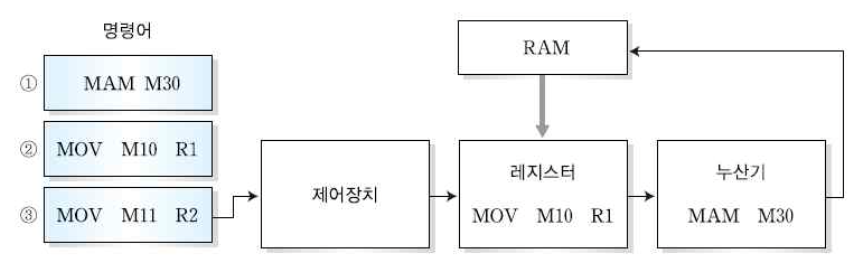 명령어
① MAM M30
② MOV M10 R1
③ MOV M11 R2
제어장치
RAM
레지스터
MOV M10 R1
누산기
MAM M30